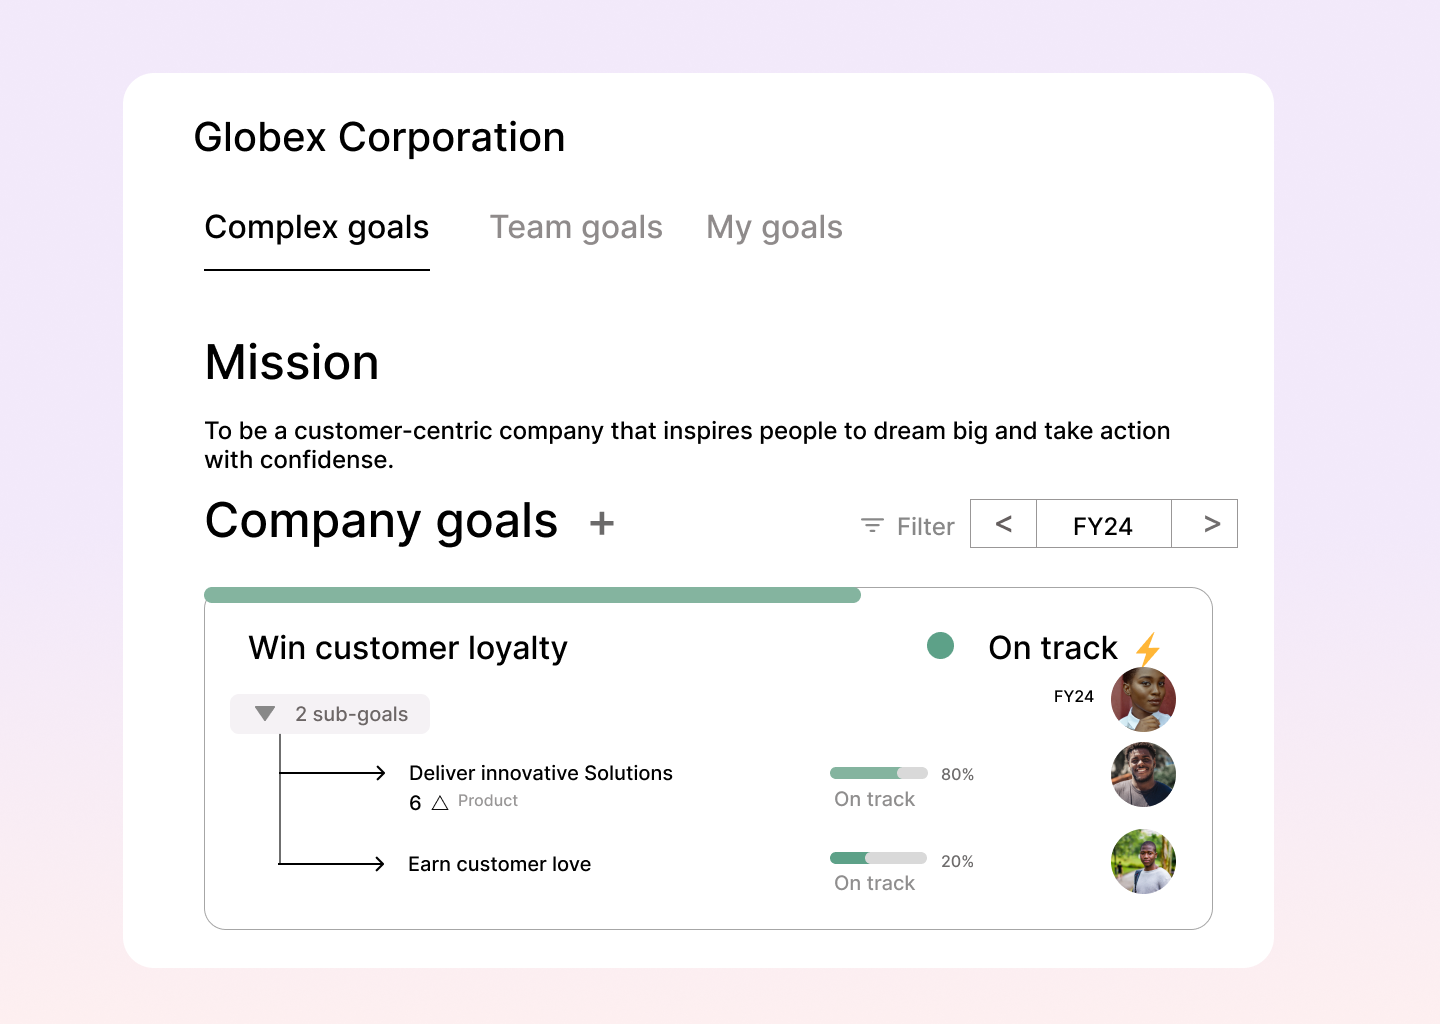 Globex Corporation
Complex goals Team goals My goals
Mission
To be a customer-centric company that inspires people to dream big and take action
with confidense.
Company goals +
Filter < FY24 >
Win customer loyalty On track
FY24
2 sub-goals
Deliver innovative Solutions 80%
6 Product On track
Earn customer love 20%
On track